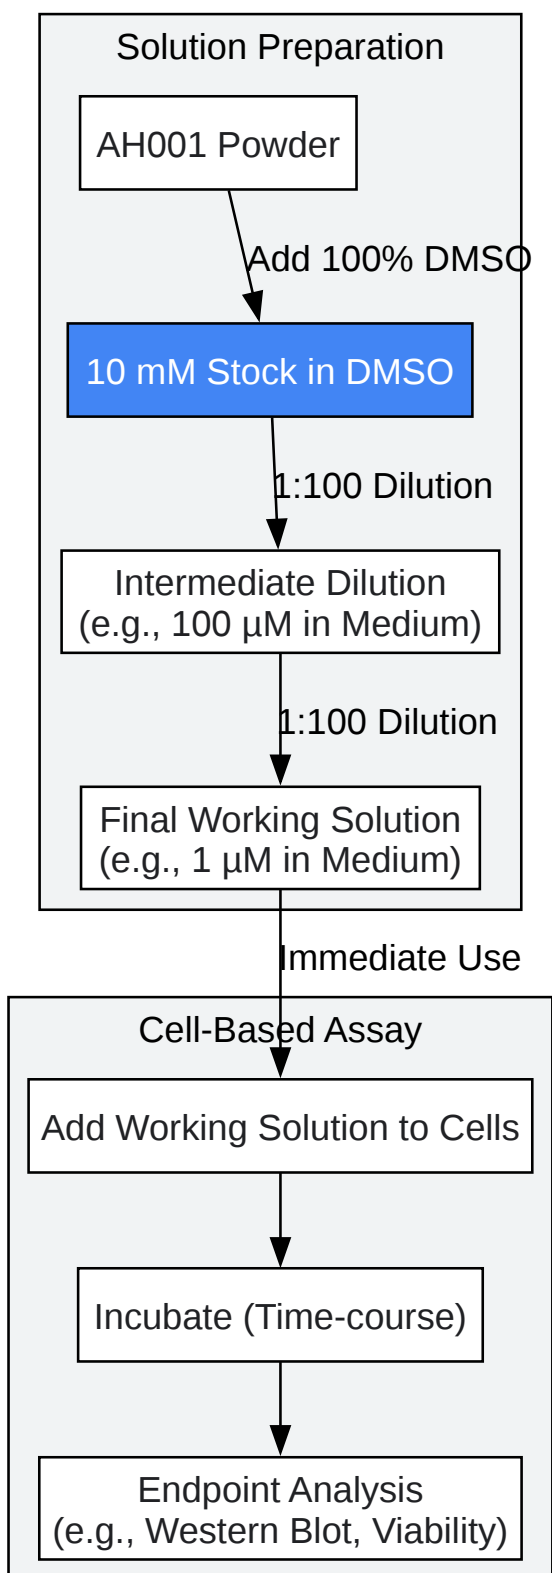 Solution Preparation
AH001 Powder
Add 100% DMSO
10 mM Stock in DMSO
1:100 Dilution
Intermediate Dilution
(e.g., 100 µM in Medium)
1:100 Dilution
Final Working Solution
(e.g., 1 µM in Medium)
Immediate Use
Cell-Based Assay
Add Working Solution to Cells
Incubate (Time-course)
Endpoint Analysis
(e.g., Western Blot, Viability)